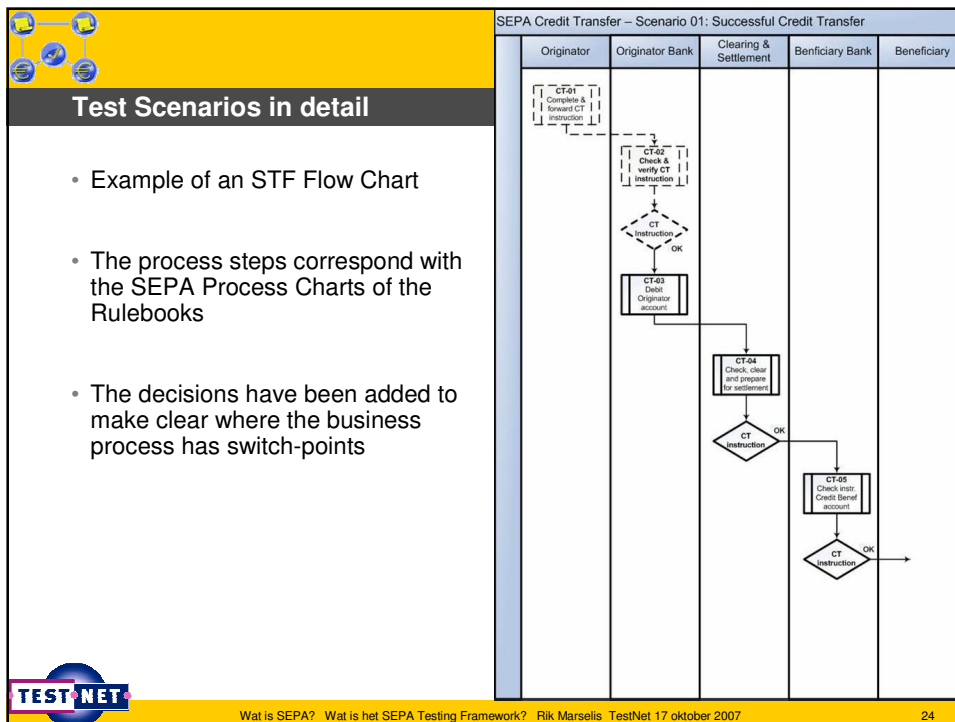 Test Scenarios in detail
• Example of an STF Flow Chart
• The process steps correspond with
the SEPA Process Charts of the
Rulebooks
• The decisions have been added to
make clear where the business
process has switch-points
SEPA Credit Transfer – Scenario 01: Successful Credit Transfer
Originator
Originator Bank
Clearing &
Settlement
Benficiary Bank
Beneficiary
CT-01
Complete &
forward CT
instruction
CT-02
Check &
verify CT
instruction
CT
Instruction
OK
CT-03
Debit
Originator
account
CT-04
Check, clear
and prepare
for settlement
CT
instruction
OK
CT-05
Check instr.
Credit Benef
account
CT
instruction
OK
TESTNET
Wat is SEPA? Wat is het SEPA Testing Framework? Rik Marselis TestNet 17 oktober 2007
24